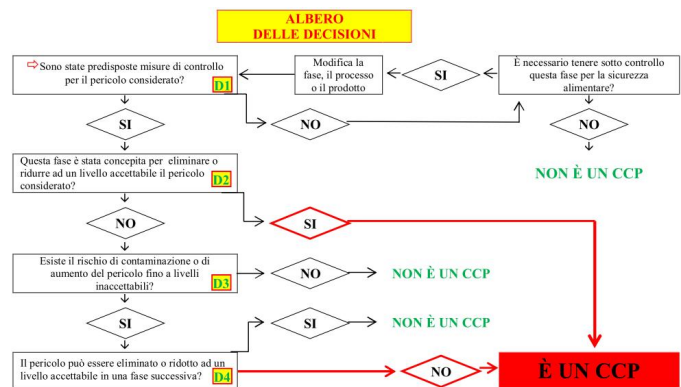 ALBERO
DELLE DECISIONI
⇨Sono state predisposte misure di controllo
per il pericolo considerato?
D1
Modifica la
fase, il processo
o il prodotto
SI
È necessario tenere sotto controllo
questa fase per la sicurezza
alimentare?
SI
NO
NO
NON È UN CCP
Questa fase è stata concepita per eliminare o
ridurre ad un livello accettabile il pericolo
considerato?
D2
NO
SI
Esiste il rischio di contaminazione o di
aumento del pericolo fino a livelli
inaccettabili?
D3
NO
NON È UN CCP
SI
SI
NON È UN CCP
Il pericolo può essere eliminato o ridotto ad un
livello accettabile in una fase successiva?
D4
NO
È UN CCP